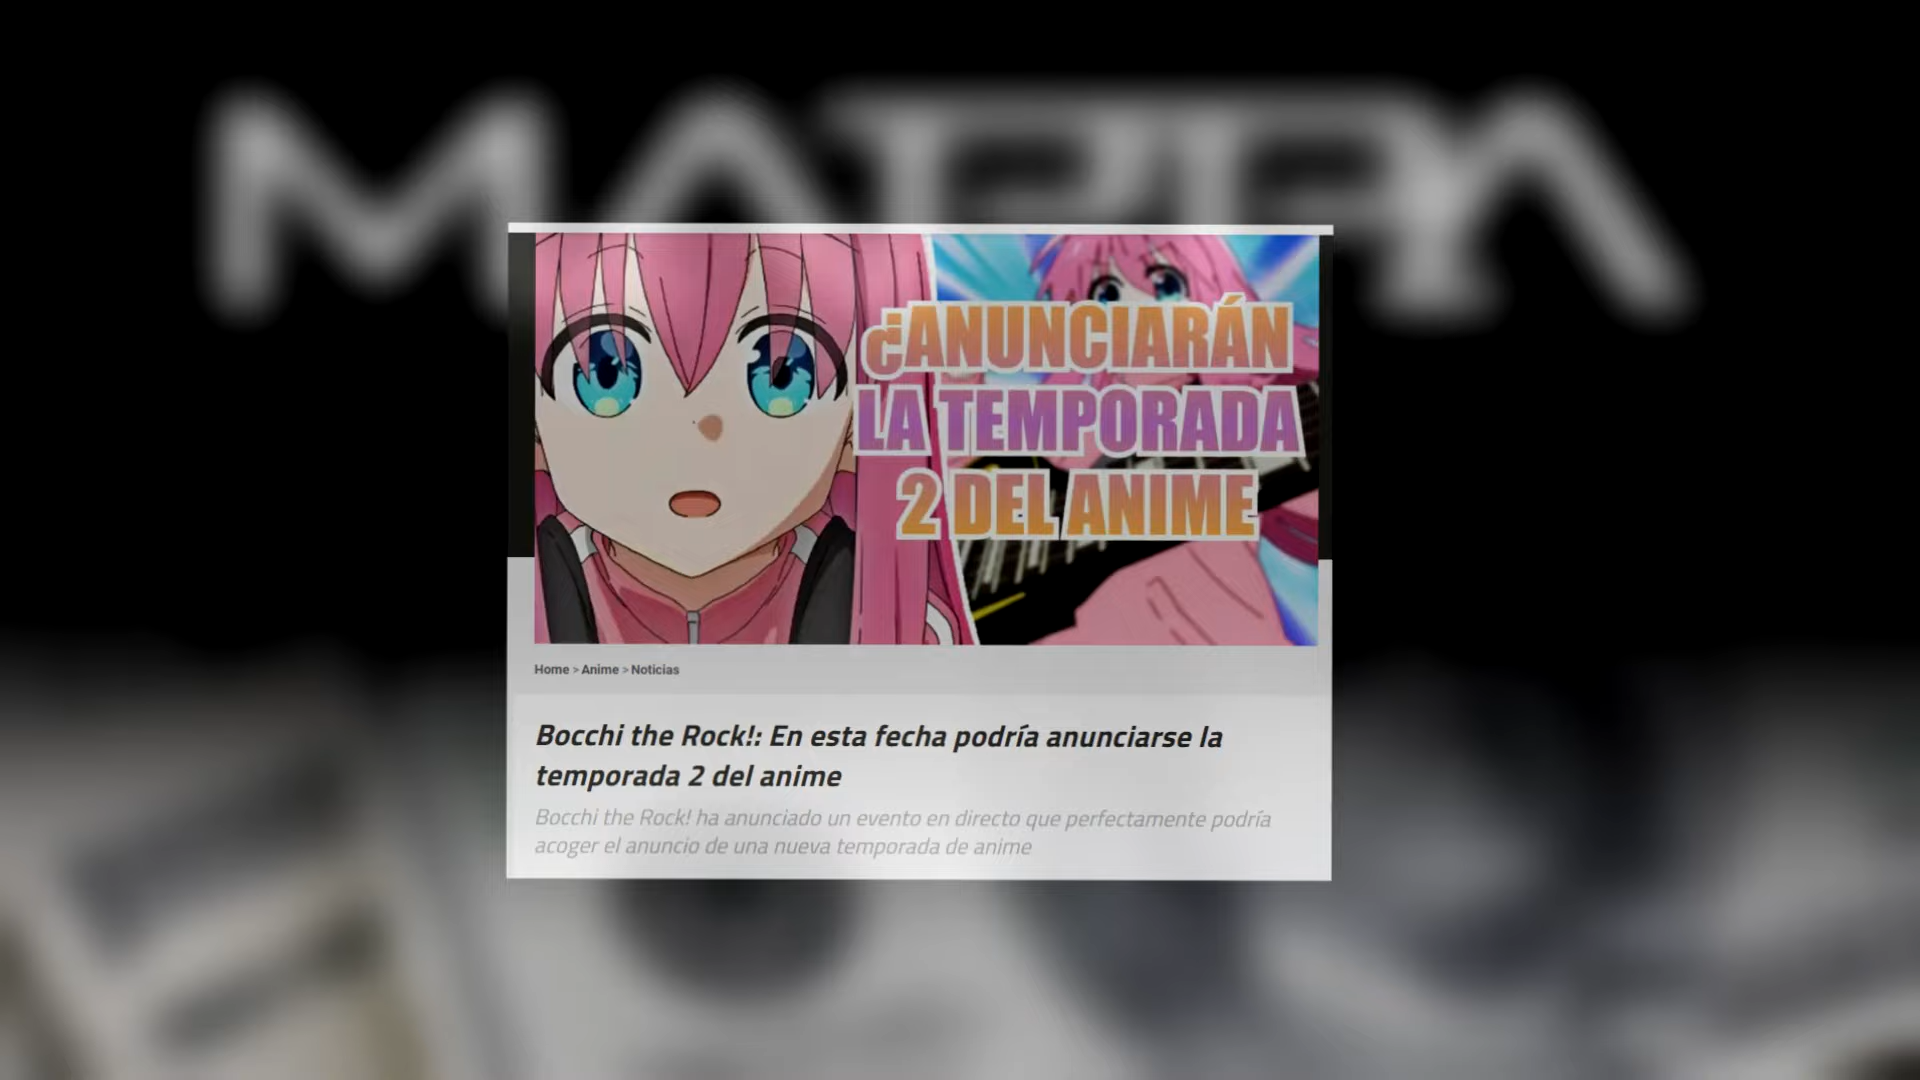 MAPPA
¿ANUNCIARÁN
LA TEMPORADA
2 DEL ANIME
Home > Anime > Noticias
Bocchi the Rock!: En esta fecha podría anunciarse la
temporada 2 del anime
Bocchi the Rock! ha anunciado un evento en directo que perfectamente podría
acoger el anuncio de una nueva temporada de anime